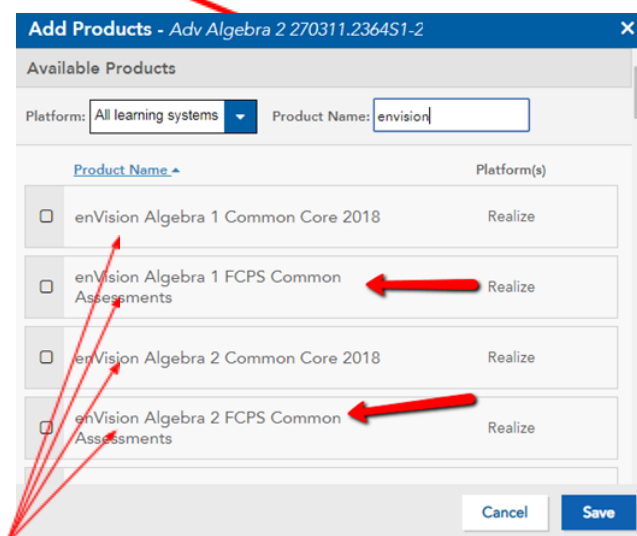 Add Products - Adv Algebra 2 270311.2364S1-2
Available Products
Platform: All learning systems Product Name: envision
Product Name Platform(s)
enVision Algebra 1 Common Core 2018 Realize
enVision Algebra 1 FCPS Common
Assessments Realize
enVision Algebra 2 Common Core 2018 Realize
enVision Algebra 2 FCPS Common
Assessments Realize
Cancel Save